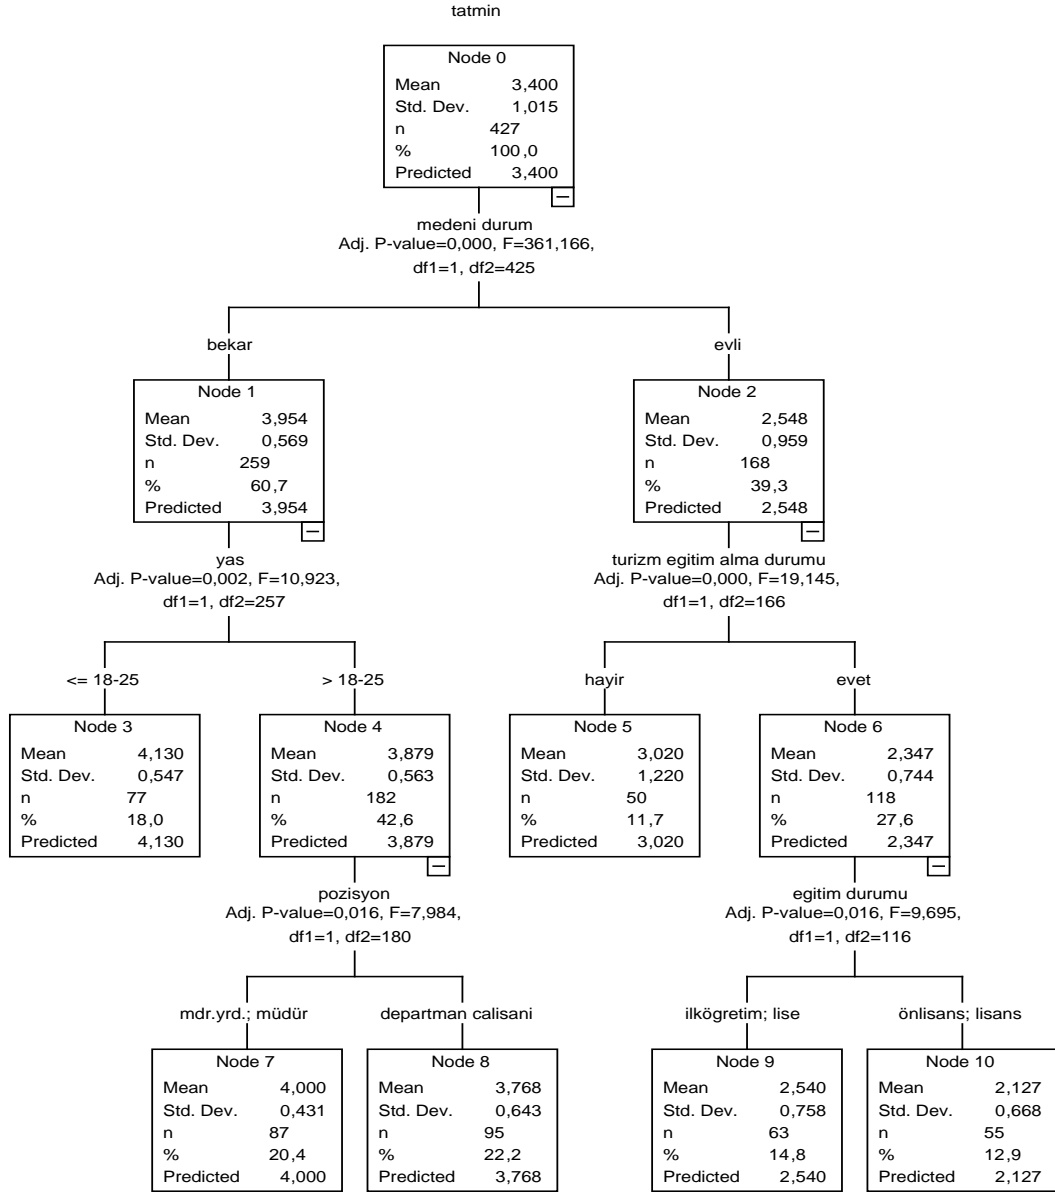 tatmin
Node 0
Mean 3,400
Std. Dev. 1,015
n 427
% 100,0
Predicted 3,400
medeni durum
Adj. P-value=0,000, F=361,166,
df1=1, df2=425
bekar
evli
Node 1
Mean 3,954
Std. Dev. 0,569
n 259
% 60,7
Predicted 3,954
Node 2
Mean 2,548
Std. Dev. 0,959
n 168
% 39,3
Predicted 2,548
yas
Adj. P-value=0,002, F=10,923,
df1=1, df2=257
turizm egitim alma durumu
Adj. P-value=0,000, F=19,145,
df1=1, df2=166
<= 18-25
> 18-25
hayir
evet
Node 3
Mean 4,130
Std. Dev. 0,547
n 77
% 18,0
Predicted 4,130
Node 4
Mean 3,879
Std. Dev. 0,563
n 182
% 42,6
Predicted 3,879
Node 5
Mean 3,020
Std. Dev. 1,220
n 50
% 11,7
Predicted 3,020
Node 6
Mean 2,347
Std. Dev. 0,744
n 118
% 27,6
Predicted 2,347
pozisyon
Adj. P-value=0,016, F=7,984,
df1=1, df2=180
egitim durumu
Adj. P-value=0,016, F=9,695,
df1=1, df2=116
mdr.yrd.; müdür
departman calisani
ilkögretim; lise
önlisans; lisans
Node 7
Mean 4,000
Std. Dev. 0,431
n 87
% 20,4
Predicted 4,000
Node 8
Mean 3,768
Std. Dev. 0,643
n 95
% 22,2
Predicted 3,768
Node 9
Mean 2,540
Std. Dev. 0,758
n 63
% 14,8
Predicted 2,540
Node 10
Mean 2,127
Std. Dev. 0,668
n 55
% 12,9
Predicted 2,127